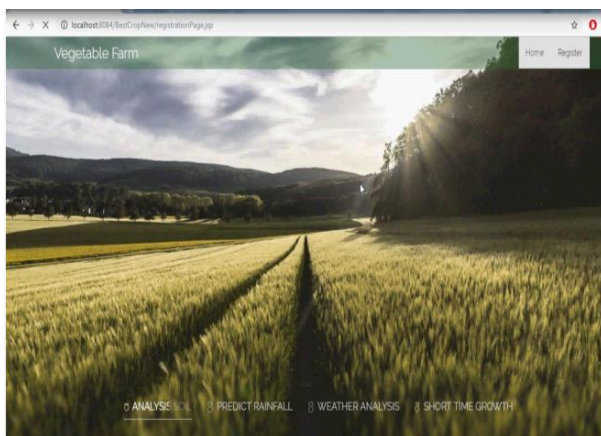 localhost:8084/BestCropNew/registrationPage.jsp
Vegetable Farm
Home Register
ANALYSIS SOIL PREDICT RAINFALL WEATHER ANALYSIS SHORT TIME GROWTH